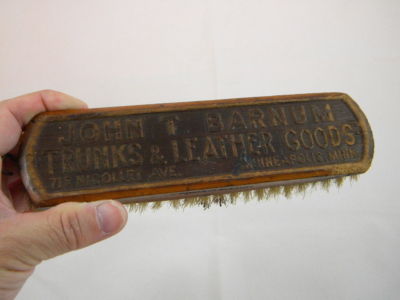 JOHN T. BARNUM
TRUNKS & LEATHER GOODS
NICOLLET AVE. MINNEAPOLIS MINN.